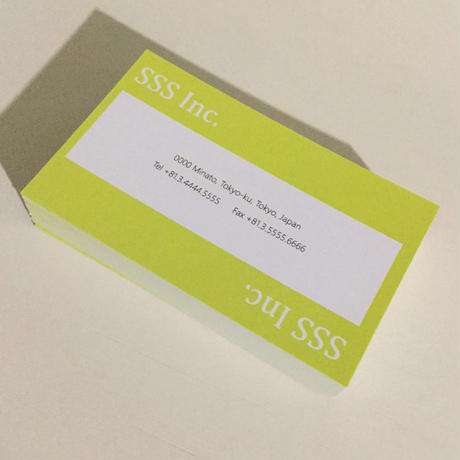 SSS Inc.
0000 Minato, Tokyo-ku, Tokyo, Japan
Tel +81.3.4444.5555 Fax +81.3.5555.6666
SSS Inc.